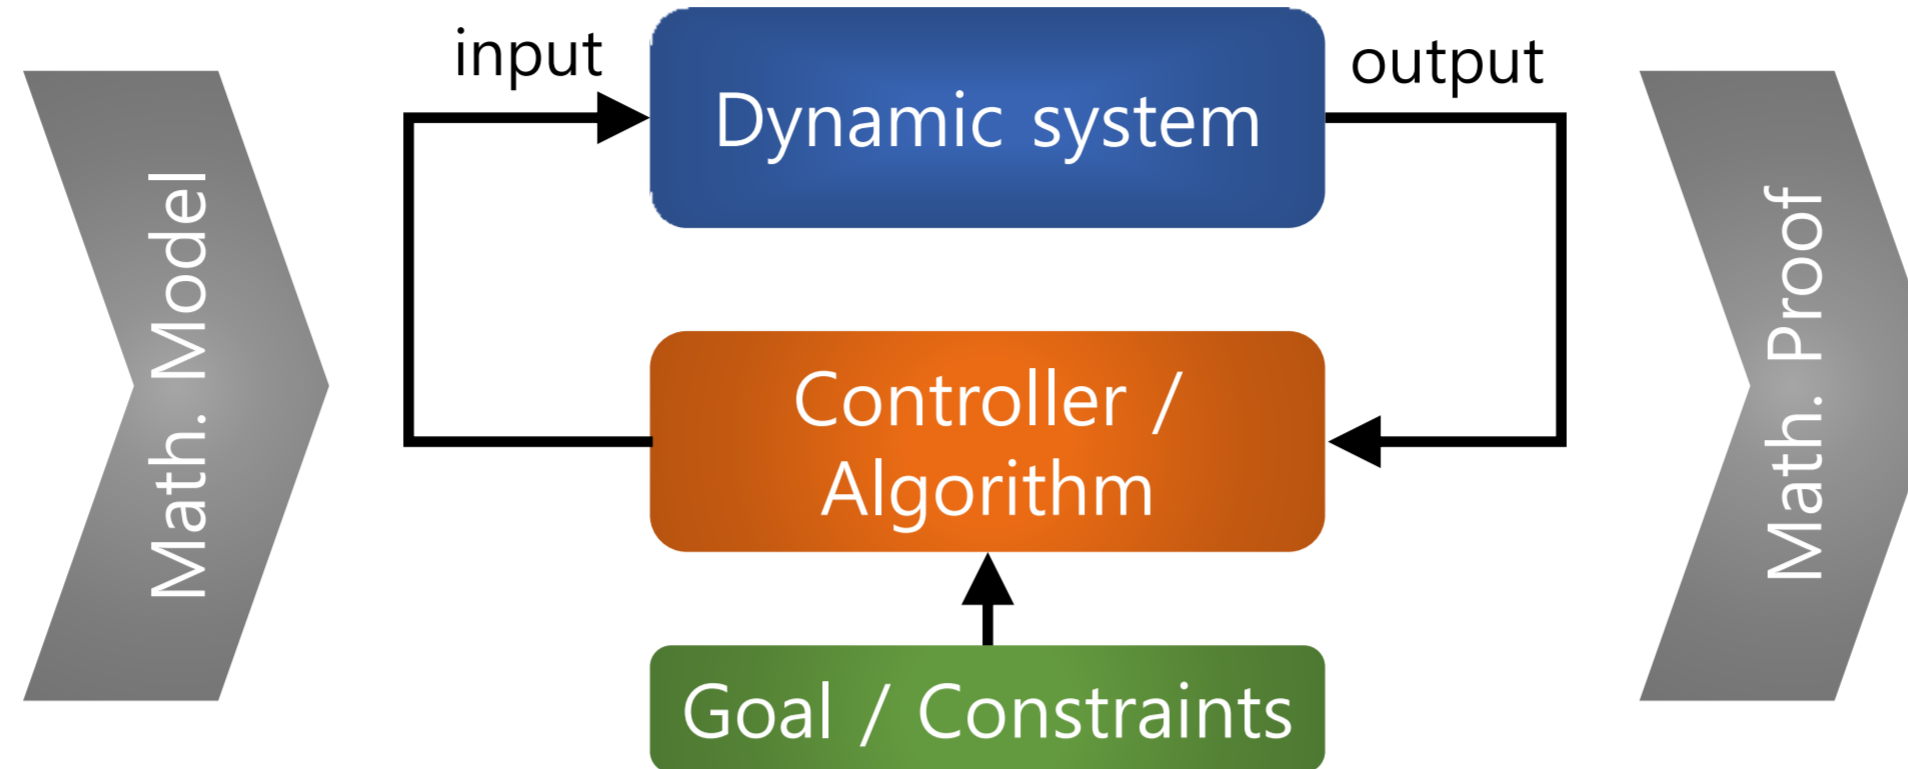 Math. Model
input
Dynamic system
output
Controller /
Algorithm
Goal / Constraints
Math. Proof